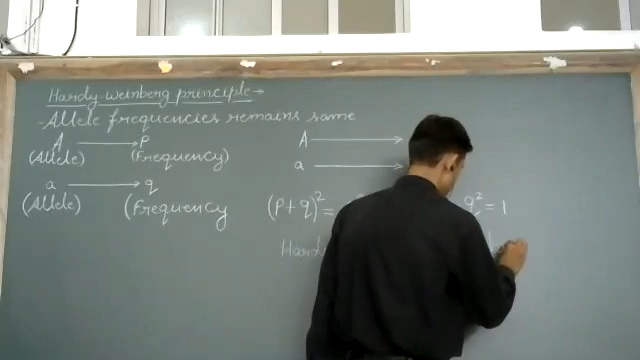 Hardy-Weinberg principle→
- Allele frequencies remains same
A → p
(Allele) (Frequency)
a → q
(Allele) (Frequency
A →
a →
(p + q)² =
q² = 1
Hard